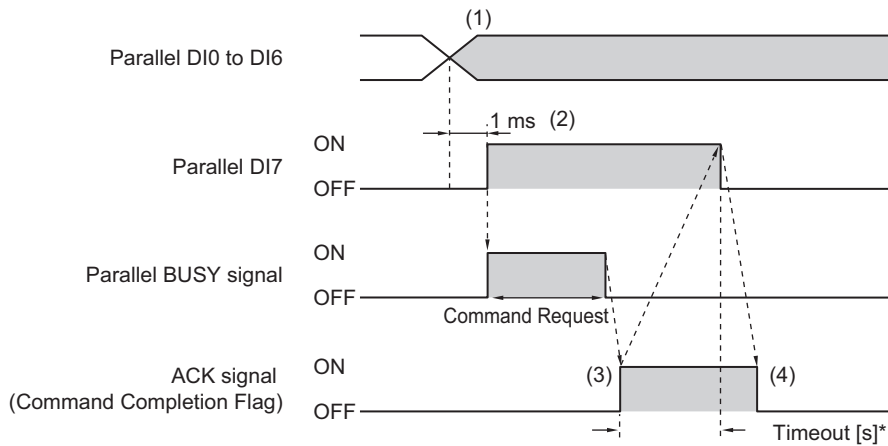 (1)
Parallel DI0 to DI6
1 ms (2)
ON
Parallel DI7
OFF
ON
Parallel BUSY signal
OFF
Command Request
ON
ACK signal
(3)
(4)
(Command Completion Flag)
OFF
Timeout [s]*